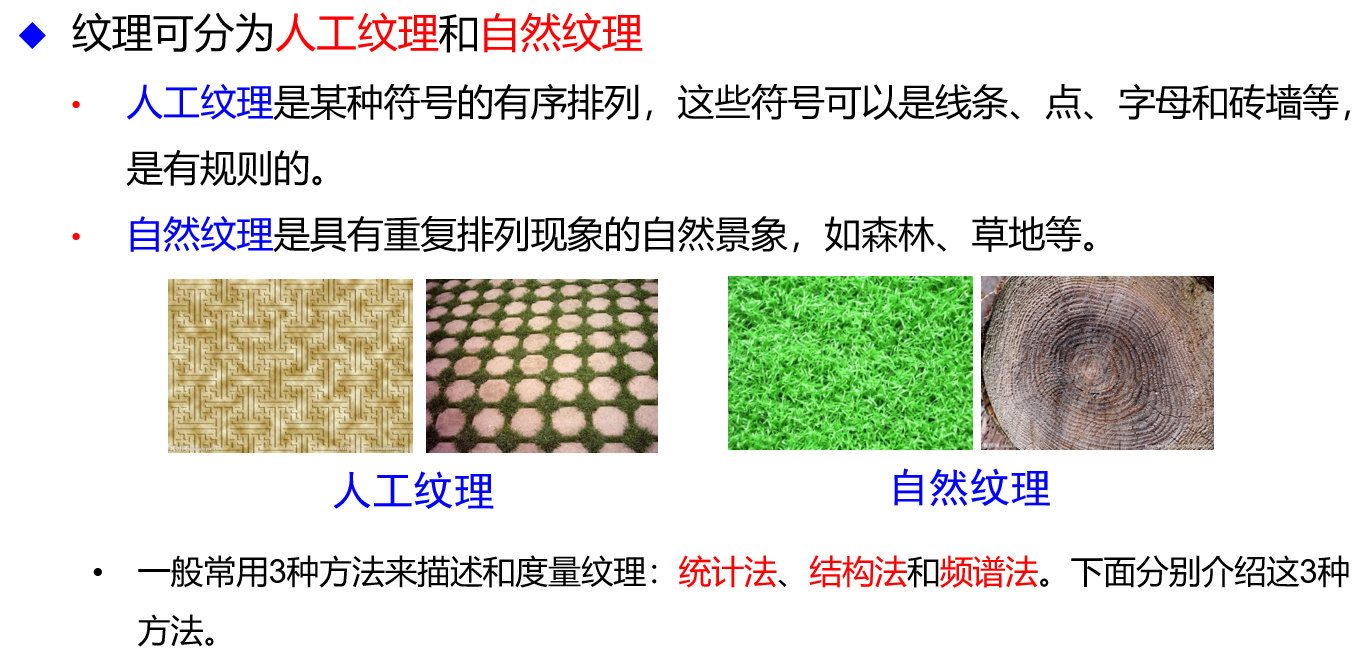 纹理可分为人工纹理和自然纹理
人工纹理是某种符号的有序排列，这些符号可以是线条、点、字母和砖墙等，
是有规则的。
自然纹理是具有重复排列现象的自然景象，如森林、草地等。
人工纹理
自然纹理
一般常用3种方法来描述和度量纹理：统计法、结构法和频谱法。下面分别介绍这3种
方法。